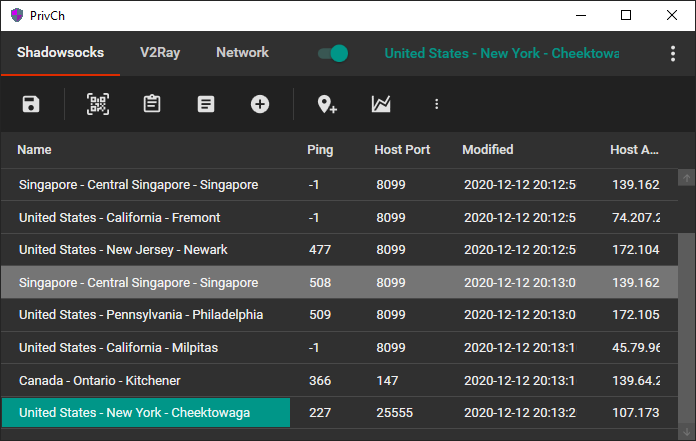 PrivCh
Shadowsocks V2Ray Network United States - New York - Cheektowa
Name Ping Host Port Modified Host A...
Singapore - Central Singapore - Singapore -1 8099 2020-12-12 20:12:5 139.162
United States - California - Fremont -1 8099 2020-12-12 20:12:5 74.207.2
United States - New Jersey - Newark 477 8099 2020-12-12 20:12:5 172.104
Singapore - Central Singapore - Singapore 508 8099 2020-12-12 20:13:0 139.162
United States - Pennsylvania - Philadelphia 509 8099 2020-12-12 20:13:0 172.105
United States - California - Milpitas -1 8099 2020-12-12 20:13:1 45.79.96
Canada - Ontario - Kitchener 366 147 2020-12-12 20:13:1 139.64.2
United States - New York - Cheektowaga 227 25555 2020-12-12 20:13:2 107.173